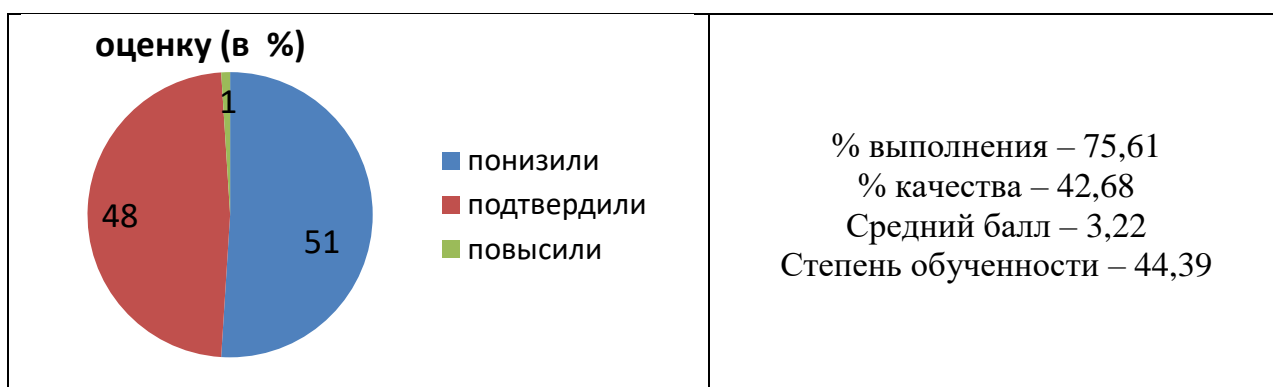 оценку (в %)
1
48
51
понизили
подтвердили
повысили
% выполнения – 75,61
% качества – 42,68
Средний балл – 3,22
Степень обученности – 44,39